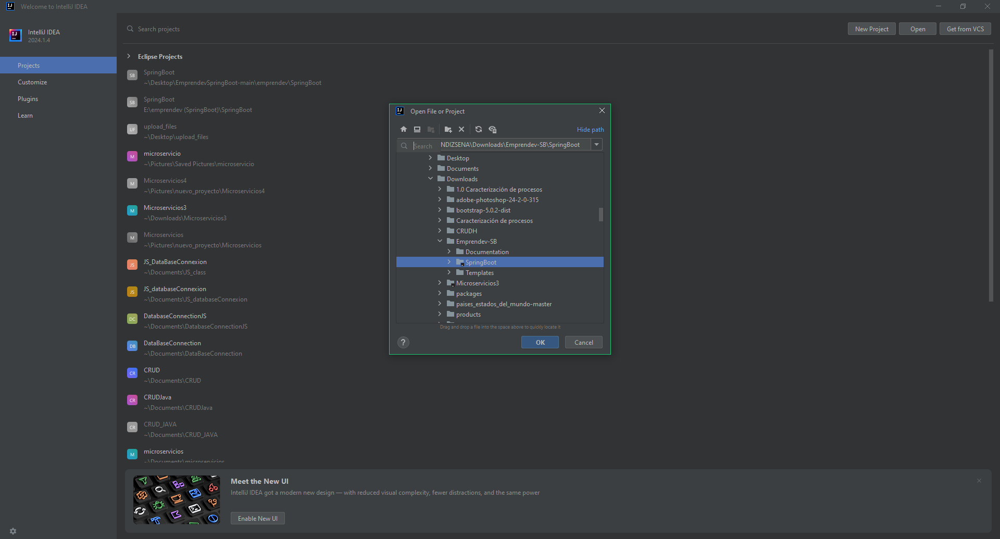 Welcome to IntelliJ IDEA
IntelliJ IDEA
2024.1.4
Projects
Customize
Plugins
Learn
Search projects
New Project
Open
Get from VCS
Eclipse Projects
SB
SpringBoot
~\Desktop\EmprendevSpringBoot-main\emprendev\SpringBoot
SB
SpringBoot
E:\emprendev (SpringBoot)\SpringBoot
UF
upload_files
~\Desktop\upload_files
M
microservicio
~\Pictures\Saved Pictures\microservicio
M
Microservicios4
~\Pictures\nuevo_proyecto\Microservicios4
M
Microservicios3
~\Downloads\Microservicios3
M
Microservicios
~\Pictures\nuevo_proyecto\Microservicios
JS
JS_DataBaseConnexion
~\Documents\JS_class
JS
JS_databaseConnexion
~\Documents\JS_databaseConnexion
DC
DatabaseConnectionJS
~\Documents\DatabaseConnectionJS
DB
DataBaseConnection
~\Documents\DataBaseConnection
CR
CRUD
~\Documents\CRUD
CR
CRUDJava
~\Documents\CRUDJava
CR
CRUD_JAVA
~\Documents\CRUD_JAVA
M
microservicios
~\Documents\microservicios
Open File or Project
Hide path
Search
NDIZSENA\Downloads\Emprendev-SB\SpringBoot
Desktop
Documents
Downloads
1.0 Caracterización de procesos
adobe-photoshop-24-2-0-315
bootstrap-5.0.2-dist
Caracterización de procesos
CRUDH
Emprendev-SB
Documentation
SpringBoot
Templates
Microservicios3
packages
paises_estados_del_mundo-master
products
Drag and drop a file into the space above to quickly locate it
?
OK
Cancel
Meet the New UI
IntelliJ IDEA got a modern new design — with reduced visual complexity, fewer distractions, and the same power
Enable New UI